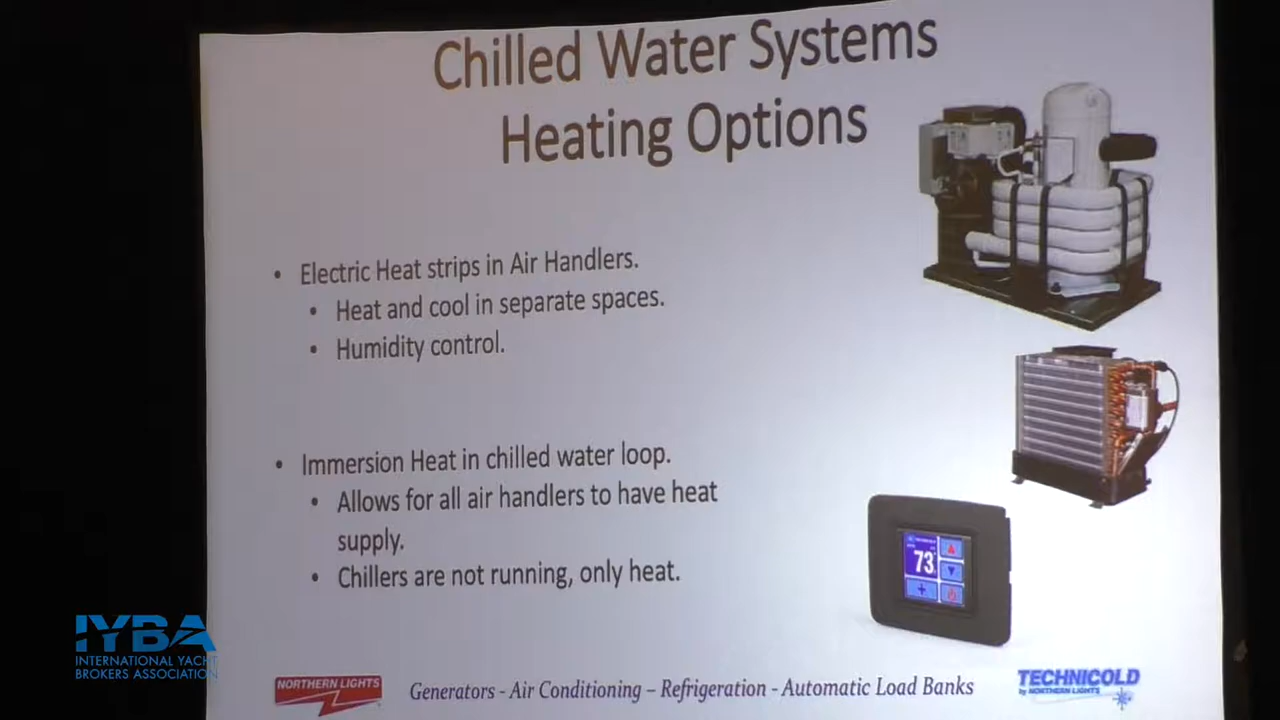 Chilled Water Systems
Heating Options
• Electric Heat strips in Air Handlers.
• Heat and cool in separate spaces.
• Humidity control.
• Immersion Heat in chilled water loop.
• Allows for all air handlers to have heat
supply.
• Chillers are not running, only heat.
73
IYBA
INTERNATIONAL YACHT
BROKERS ASSOCIATION
NORTHERN LIGHTS
Generators - Air Conditioning – Refrigeration - Automatic Load Banks
TECHNICOLD
by NORTHERN LIGHTS